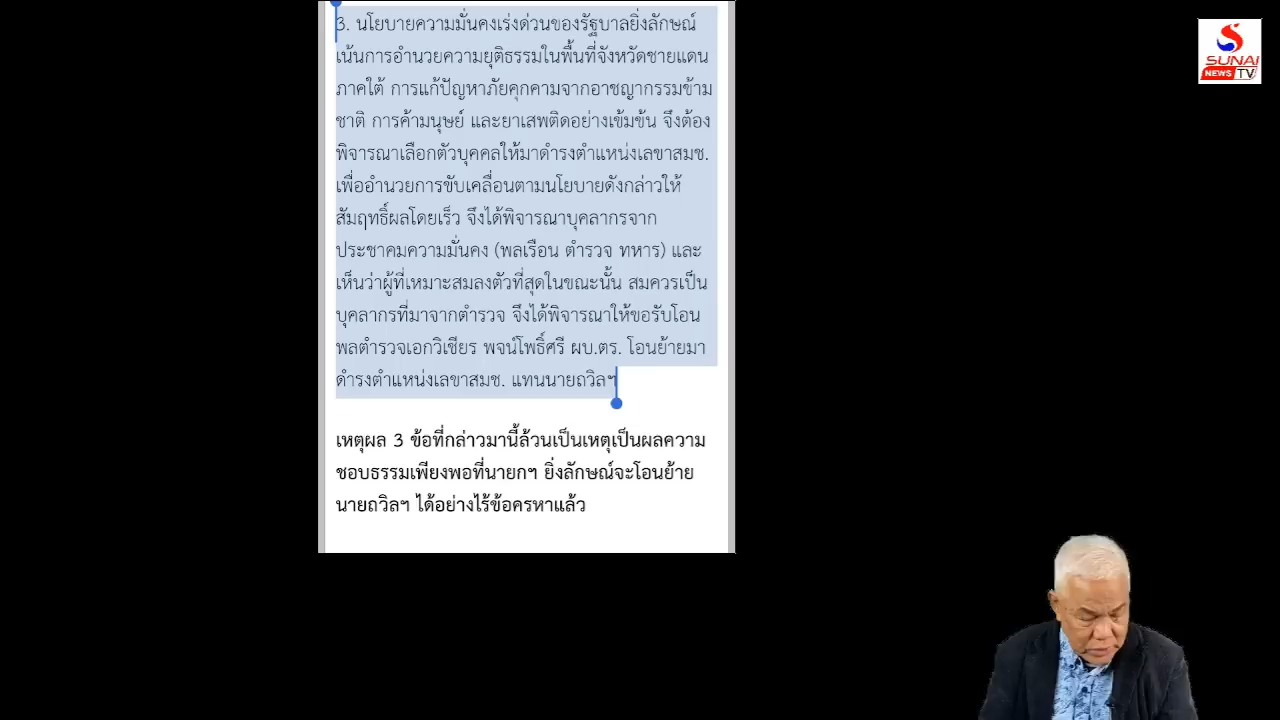 3. นโยบายความมั่นคงเร่งด่วนของรัฐบาลยิ่งลักษณ์
เน้นการอำนวยความยุติธรรมในพื้นที่จังหวัดชายแดน
ภาคใต้ การแก้ปัญหาภัยคุกคามจากอาชญากรรมข้าม
ชาติ การค้ามนุษย์ และยาเสพติดอย่างเข้มข้น จึงต้อง
พิจารณาเลือกตัวบุคคลให้มาดำรงตำแหน่งเลขาสมช.
เพื่ออำนวยการขับเคลื่อนตามนโยบายดังกล่าวให้
สัมฤทธิ์ผลโดยเร็ว จึงได้พิจารณาบุคลากรจาก
ประชาคมความมั่นคง (พลเรือน ตำรวจ ทหาร) และ
เห็นว่าผู้ที่เหมาะสมลงตัวที่สุดในขณะนั้น สมควรเป็น
บุคลากรที่มาจากตำรวจ จึงได้พิจารณาให้ขอรับโอน
พลตำรวจเอกวิเชียร พจน์โพธิ์ศรี ผบ.ตร. โอนย้ายมา
ดำรงตำแหน่งเลขาสมช. แทนนายถวิลฯ
เหตุผล 3 ข้อที่กล่าวมานี้ล้วนเป็นเหตุเป็นผลความ
ชอบธรรมเพียงพอที่นายกฯ ยิ่งลักษณ์จะโอนย้าย
นายถวิลฯ ได้อย่างไร้ข้อครหาแล้ว
SUNAI
NEWS TV